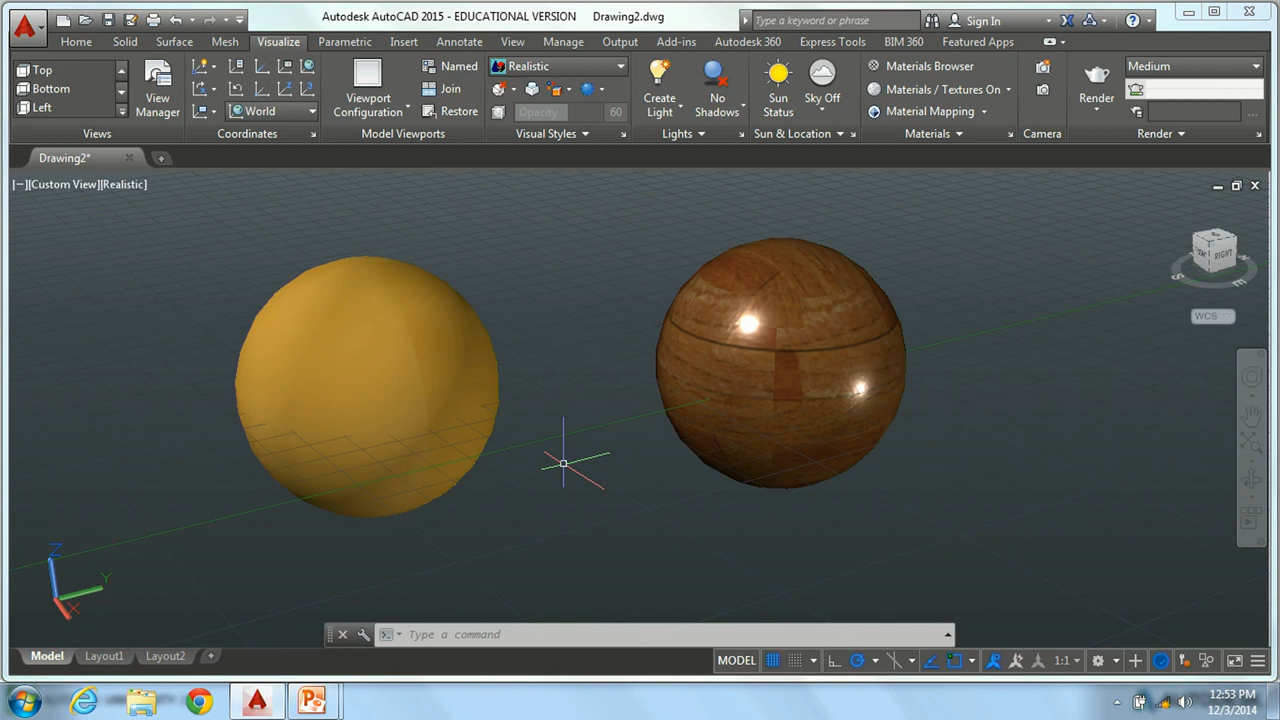 Autodesk AutoCAD 2015 - EDUCATIONAL VERSION Drawing2.dwg
Type a keyword or phrase
Sign In
Home Solid Surface Mesh Visualize Parametric Insert Annotate View Manage Output Add-ins Autodesk 360 Express Tools BIM 360 Featured Apps
Top
Bottom
Left
View
Manager
Views
World
Coordinates
Viewport
Configuration
Named
Join
Restore
Model Viewports
Realistic
Opacity 60
Visual Styles
Create
Light
No
Shadows
Lights
Sun
Status
Sky Off
Sun & Location
Materials Browser
Materials / Textures On
Material Mapping
Materials
Camera
Render
Medium
Render
Drawing2*
[−][Custom View][Realistic]
RIGHT
S
E
WCS
Z
Y
X
Type a command
Model Layout1 Layout2
MODEL
1:1
12:53 PM
12/3/2014